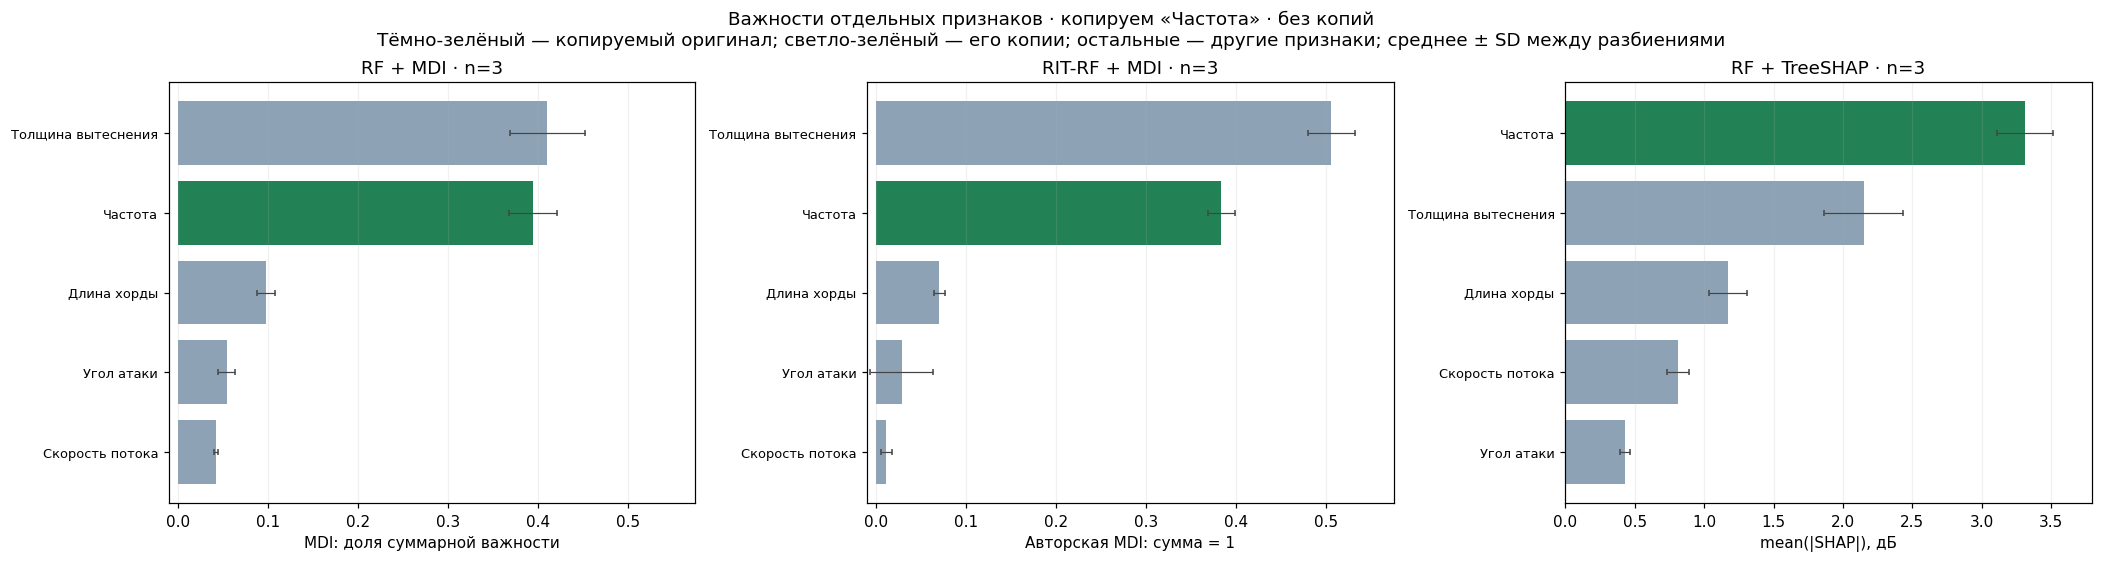 Важности отдельных признаков · копируем «Частота» · без копий
Тёмно-зелёный — копируемый оригинал; светло-зелёный — его копии; остальные — другие признаки; среднее ± SD между разбиениями
RF + MDI · n=3
Толщина вытеснения
Частота
Длина хорды
Угол атаки
Скорость потока
0.0 0.1 0.2 0.3 0.4 0.5
MDI: доля суммарной важности
RIT-RF + MDI · n=3
Толщина вытеснения
Частота
Длина хорды
Угол атаки
Скорость потока
0.0 0.1 0.2 0.3 0.4 0.5
Авторская MDI: сумма = 1
RF + TreeSHAP · n=3
Частота
Толщина вытеснения
Длина хорды
Скорость потока
Угол атаки
0.0 0.5 1.0 1.5 2.0 2.5 3.0 3.5
mean(|SHAP|), дБ